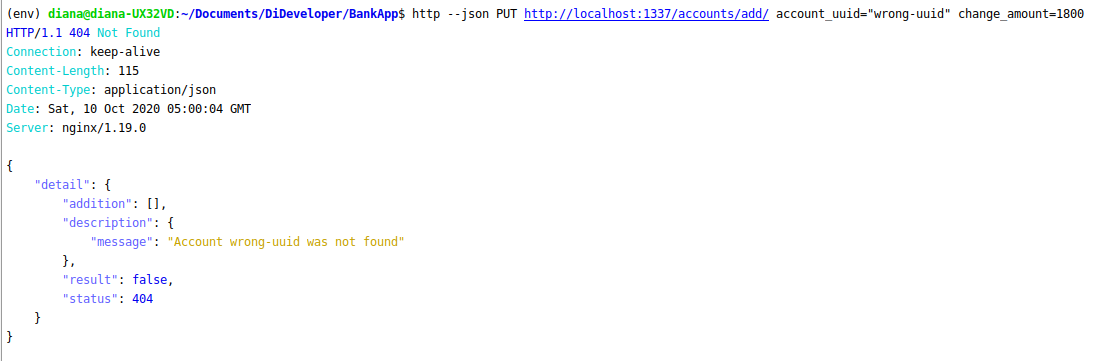 (env) diana@diana-UX32VD:~/Documents/DiDeveloper/BankApp$ http --json PUT http://localhost:1337/accounts/add/ account_uuid="wrong-uuid" change_amount=1800
HTTP/1.1 404 Not Found
Connection: keep-alive
Content-Length: 115
Content-Type: application/json
Date: Sat, 10 Oct 2020 05:00:04 GMT
Server: nginx/1.19.0

{
    "detail": {
        "addition": [],
        "description": {
            "message": "Account wrong-uuid was not found"
        },
        "result": false,
        "status": 404
    }
}